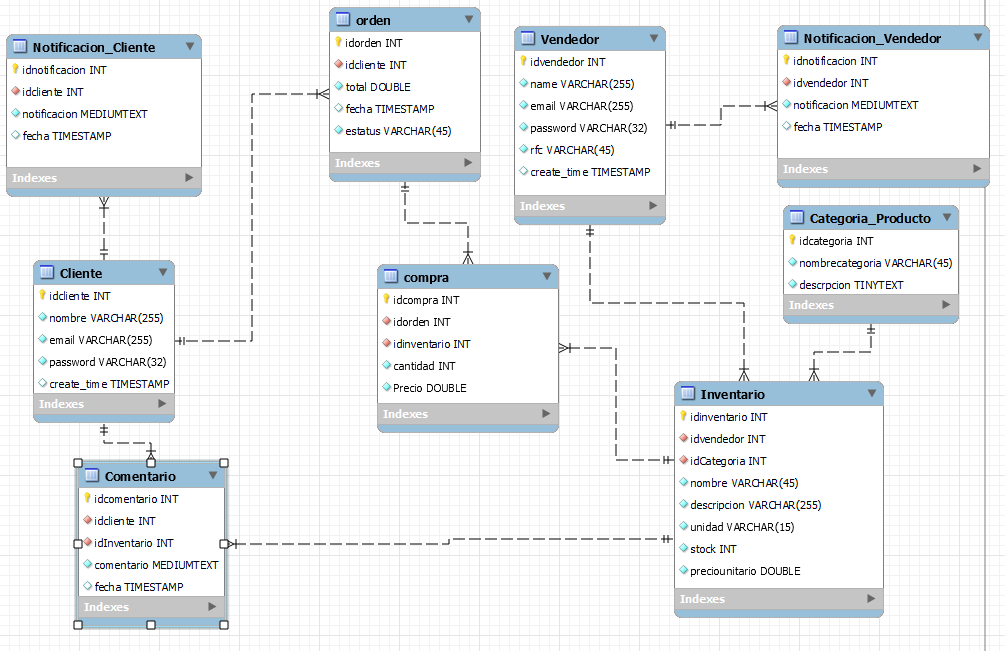 Notificacion_Cliente
idnotificacion INT
idcliente INT
notificacion MEDIUMTEXT
fecha TIMESTAMP
Indexes
orden
idorden INT
idcliente INT
total DOUBLE
fecha TIMESTAMP
estatus VARCHAR(45)
Indexes
Vendedor
idvendedor INT
name VARCHAR(255)
email VARCHAR(255)
password VARCHAR(32)
rfc VARCHAR(45)
create_time TIMESTAMP
Indexes
Notificacion_Vendedor
idnotificacion INT
idvendedor INT
notificacion MEDIUMTEXT
fecha TIMESTAMP
Indexes
Categoria_Producto
idcategoria INT
nombrecategoria VARCHAR(45)
descrpcion TINYTEXT
Indexes
Cliente
idcliente INT
nombre VARCHAR(255)
email VARCHAR(255)
password VARCHAR(32)
create_time TIMESTAMP
Indexes
compra
idcompra INT
idorden INT
idinventario INT
cantidad INT
Precio DOUBLE
Indexes
Inventario
idinventario INT
idvendedor INT
idCategoria INT
nombre VARCHAR(45)
descripcion VARCHAR(255)
unidad VARCHAR(15)
stock INT
preciounitario DOUBLE
Indexes
Comentario
idcomentario INT
idcliente INT
idInventario INT
comentario MEDIUMTEXT
fecha TIMESTAMP
Indexes